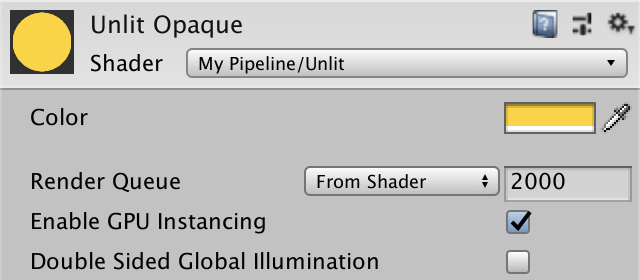 Unlit Opaque
Shader My Pipeline/Unlit
Color
Render Queue From Shader 2000
Enable GPU Instancing
Double Sided Global Illumination